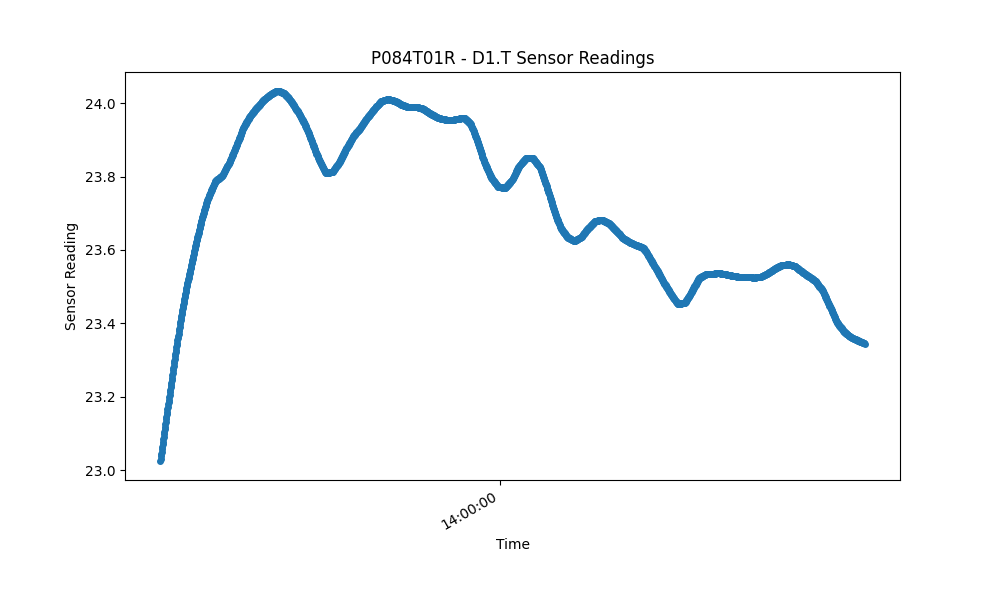 P084T01R - D1.T Sensor Readings
24.0
23.8
23.6
23.4
23.2
23.0
Sensor Reading
14:00:00
Time